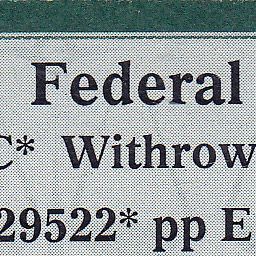 Federal
C* Withrow
29522* pp E